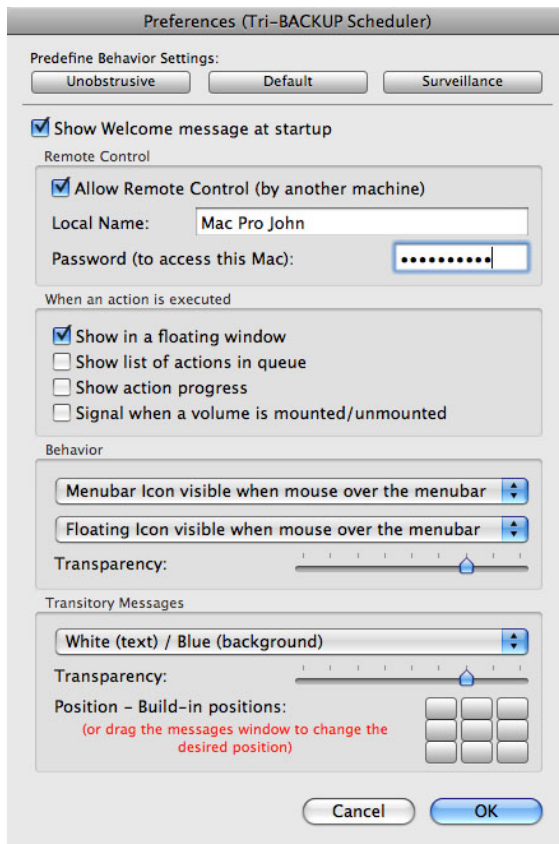 Preferences (Tri-BACKUP Scheduler)
Predefine Behavior Settings:
Unobstrusive Default Surveillance
Show Welcome message at startup
Remote Control
Allow Remote Control (by another machine)
Local Name: Mac Pro John
Password (to access this Mac): ••••••••••
When an action is executed
Show in a floating window
Show list of actions in queue
Show action progress
Signal when a volume is mounted/unmounted
Behavior
Menubar Icon visible when mouse over the menubar
Floating Icon visible when mouse over the menubar
Transparency:
Transitory Messages
White (text) / Blue (background)
Transparency:
Position – Build-in positions:
(or drag the messages window to change the
desired position)
Cancel OK